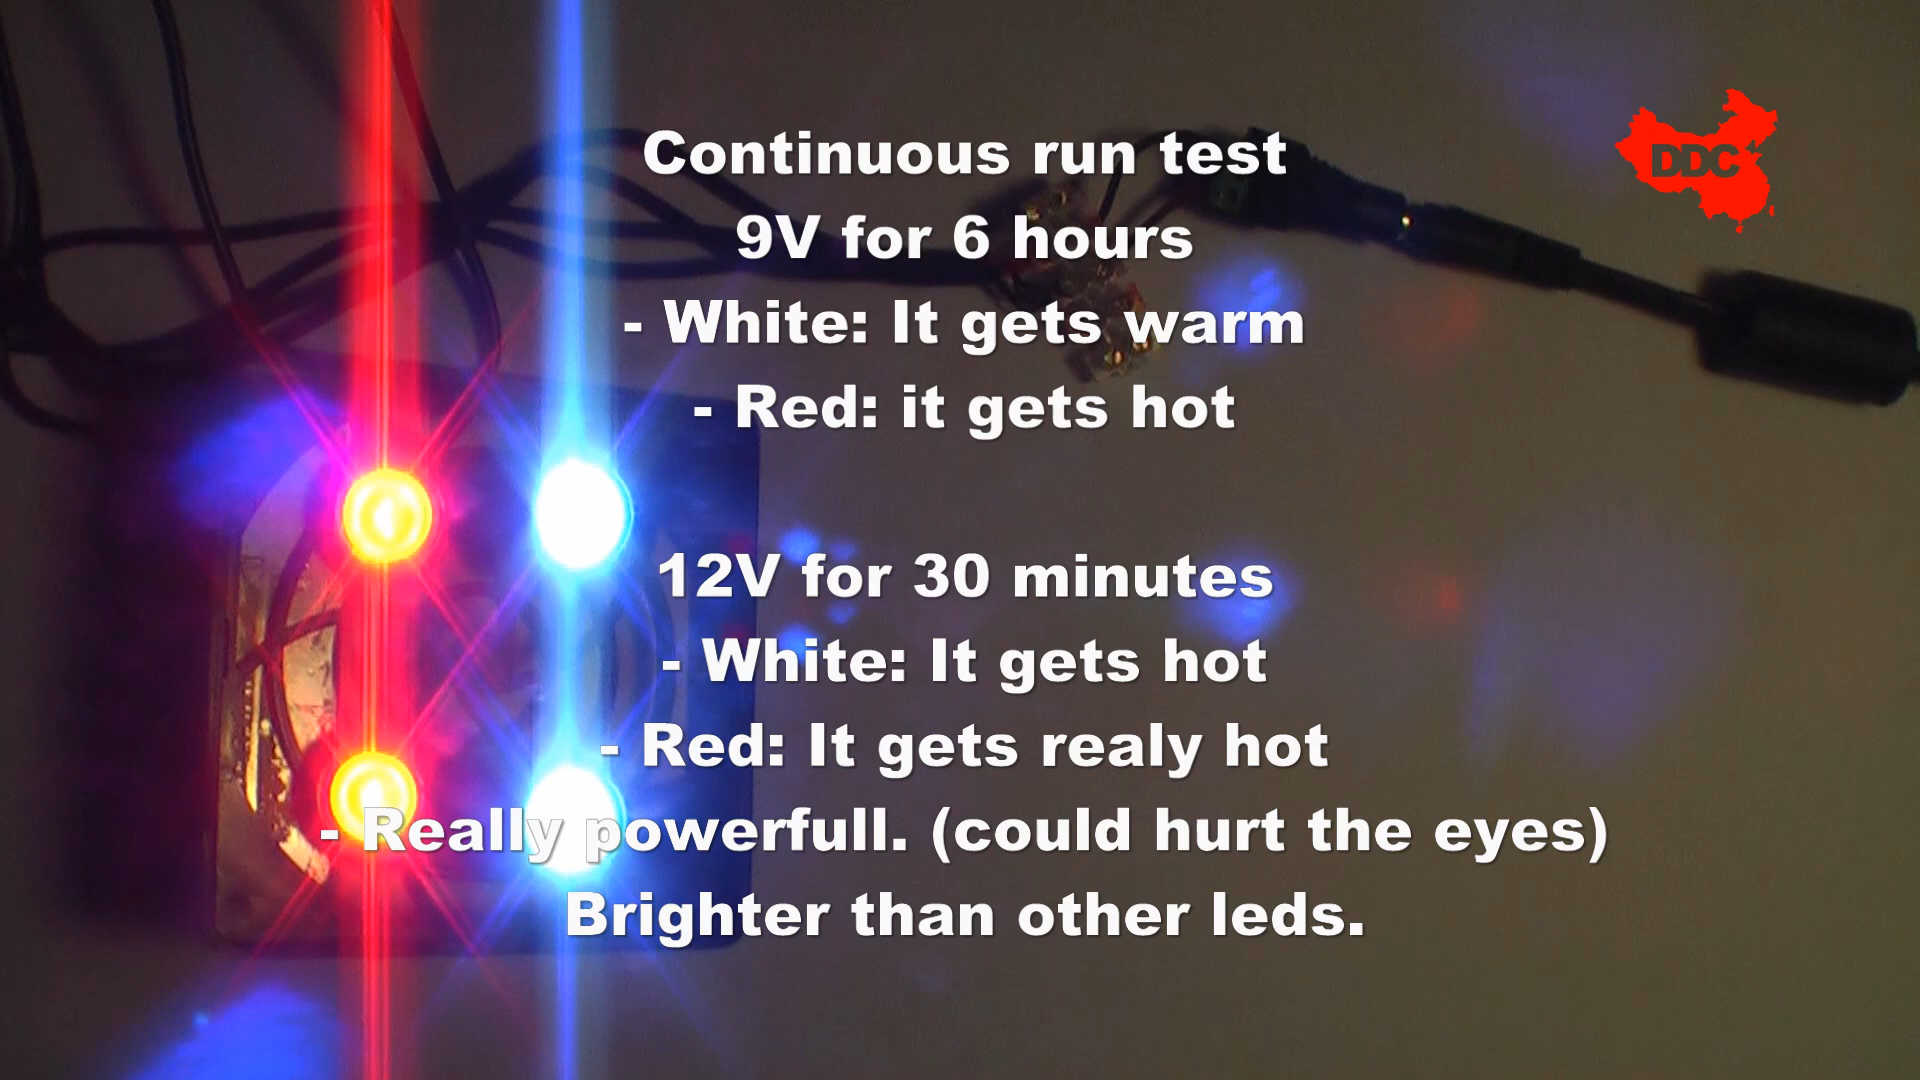 Continuous run test
DDC
9V for 6 hours
- White: It gets warm
- Red: it gets hot
12V for 30 minutes
- White: It gets hot
- Red: It gets realy hot
- Really powerfull. (could hurt the eyes)
Brighter than other leds.